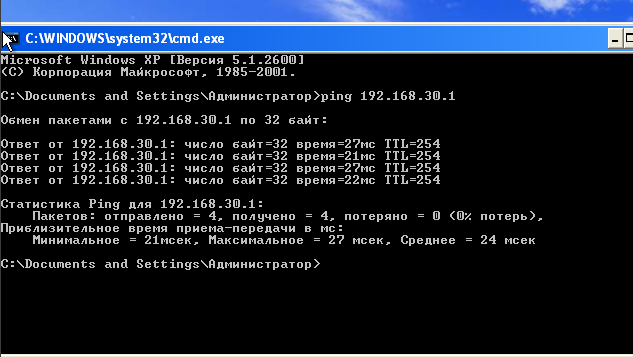 C:\WINDOWS\system32\cmd.exe
Microsoft Windows XP [Версия 5.1.2600]
(C) Корпорация Майкрософт, 1985-2001.
C:\Documents and Settings\Администратор>ping 192.168.30.1
Обмен пакетами с 192.168.30.1 по 32 байт:
Ответ от 192.168.30.1: число байт=32 время=27мс TTL=254
Ответ от 192.168.30.1: число байт=32 время=21мс TTL=254
Ответ от 192.168.30.1: число байт=32 время=27мс TTL=254
Ответ от 192.168.30.1: число байт=32 время=22мс TTL=254
Статистика Ping для 192.168.30.1:
Пакетов: отправлено = 4, получено = 4, потеряно = 0 (0% потерь),
Приблизительное время приема-передачи в мс:
Минимальное = 21мсек, Максимальное = 27 мсек, Среднее = 24 мсек
C:\Documents and Settings\Администратор>